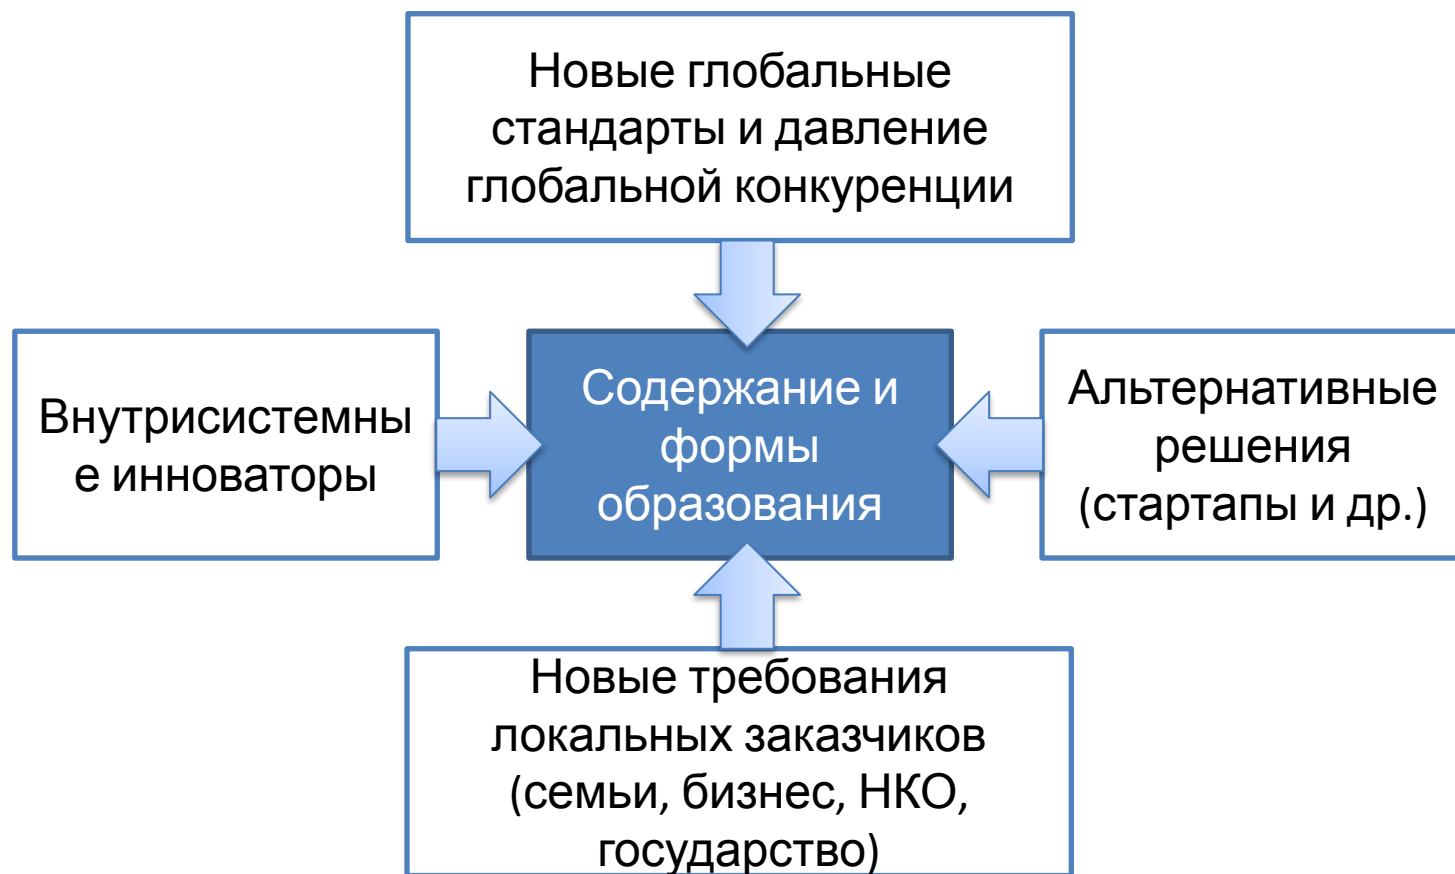 Новые глобальные
стандарты и давление
глобальной конкуренции
Внутрисистемны
е инноваторы
Содержание и
формы
образования
Альтернативные
решения
(стартапы и др.)
Новые требования
локальных заказчиков
(семьи, бизнес, НКО,
государство)